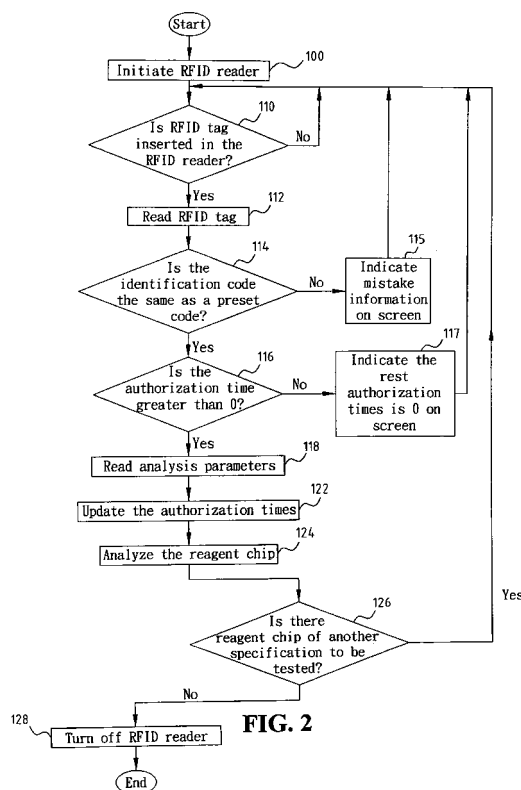 Start
Initiate RFID reader
100
110
Is RFID tag
inserted in the
RFID reader?
No
Yes
112
Read RFID tag
114
Is the
identification code
the same as a preset
code?
No
115
Indicate
mistake
information
on screen
Yes
116
Is the
authorization time
greater than 0?
No
117
Indicate the
rest
authorization
times is 0 on
screen
Yes
Read analysis parameters
118
122
Update the authorization times
124
Analyze the reagent chip
126
Is there
reagent chip of another
specification to be
tested?
Yes
No
128
Turn off RFID reader
FIG. 2
End